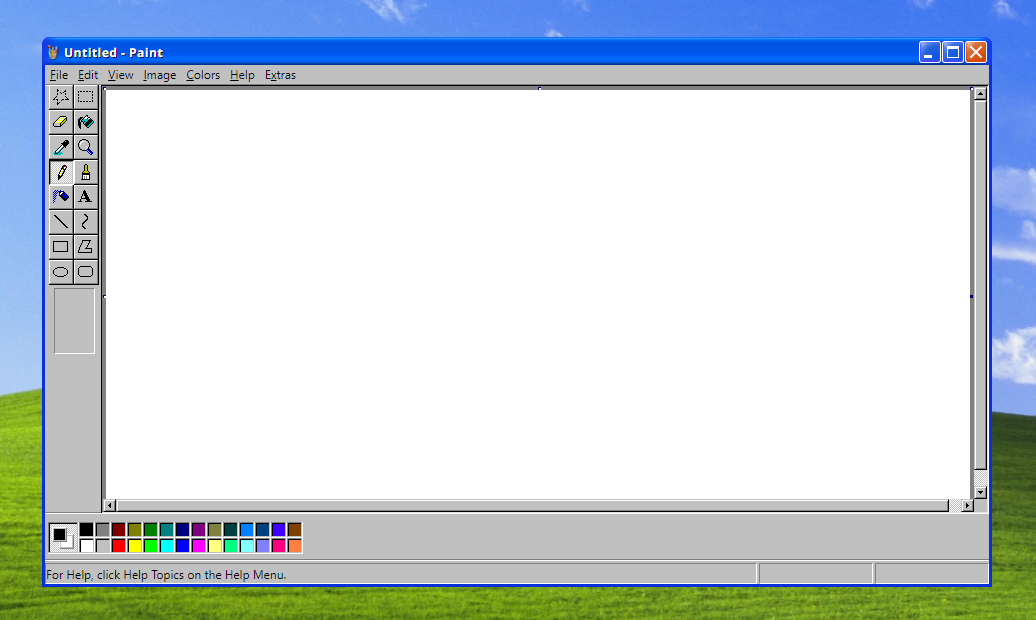 Untitled - Paint
File Edit View Image Colors Help Extras
A
For Help, click Help Topics on the Help Menu.